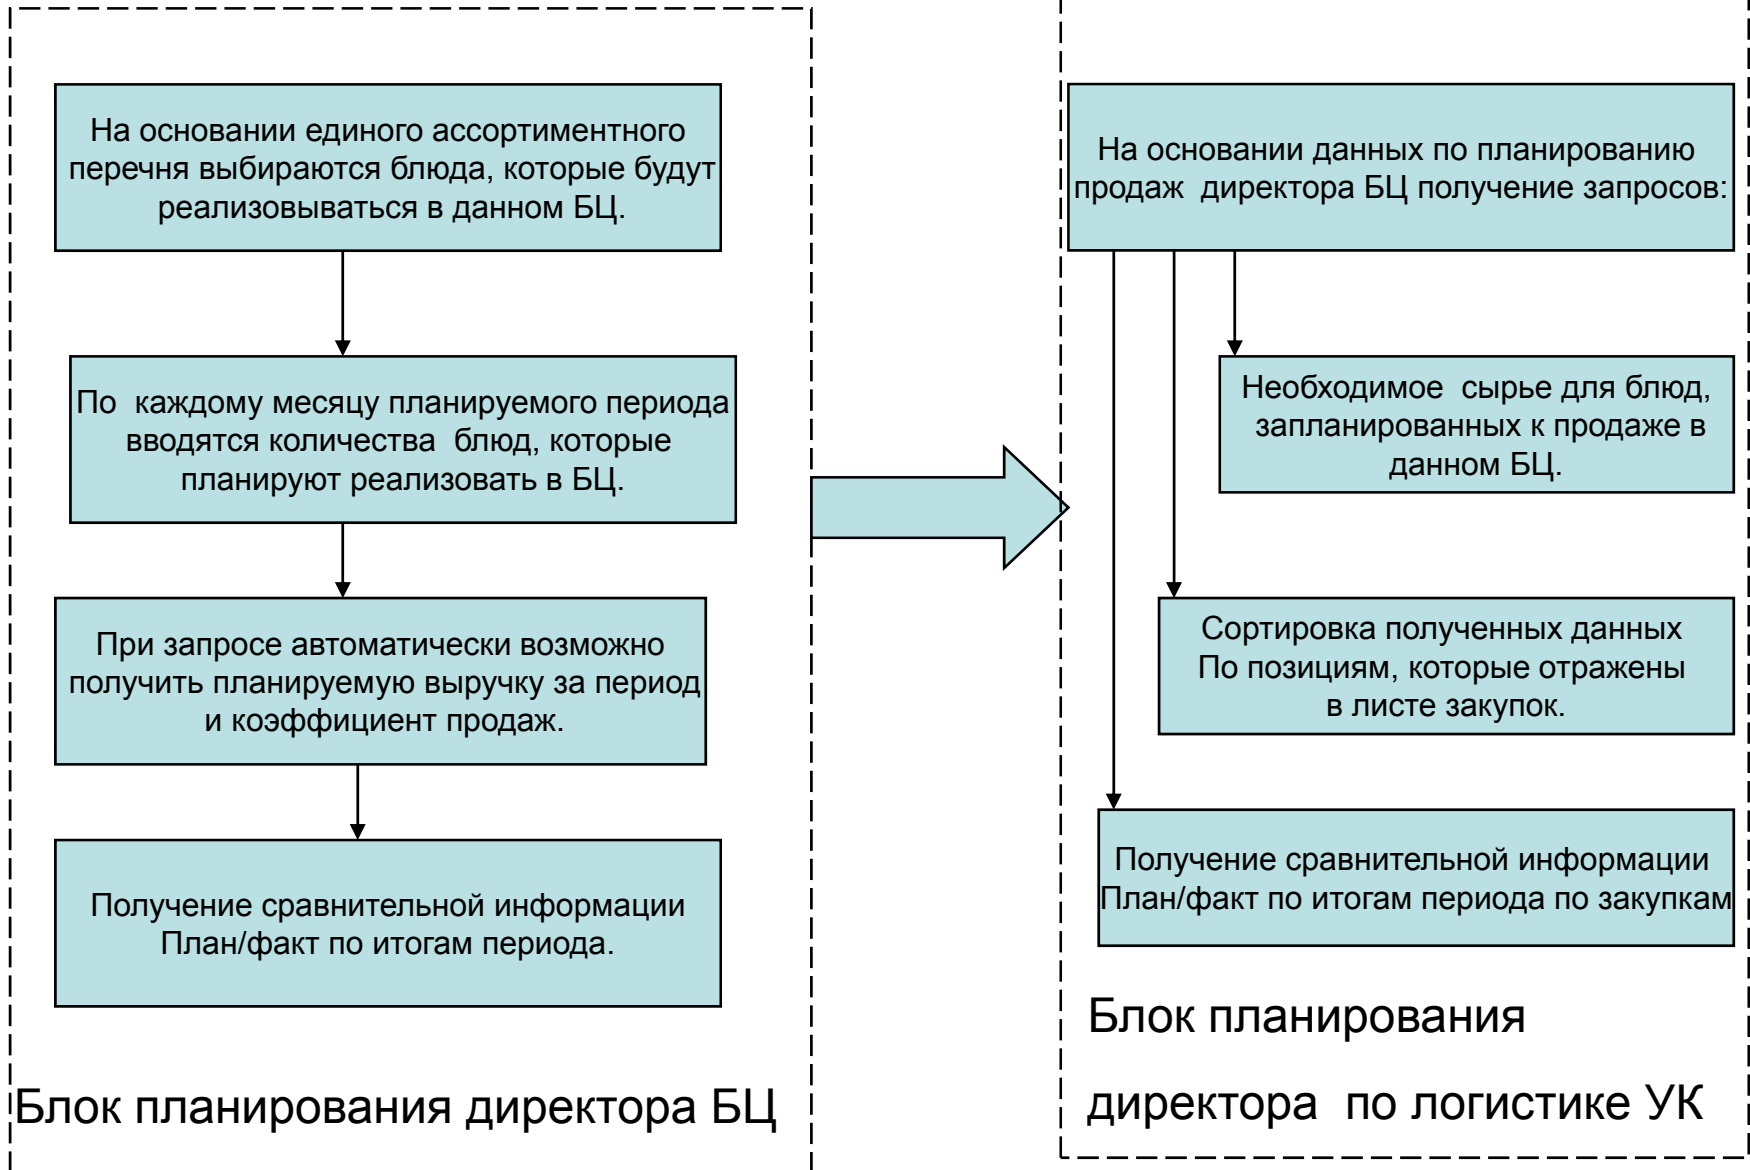 На основании единого ассортиментного
перечня выбираются блюда, которые будут
реализовываться в данном БЦ.
По каждому месяцу планируемого периода
вводятся количества блюд, которые
планируют реализовать в БЦ.
При запросе автоматически возможно
получить планируемую выручку за период
и коэффициент продаж.
Получение сравнительной информации
План/факт по итогам периода.
Блок планирования директора БЦ
На основании данных по планированию
продаж директора БЦ получение запросов:
Необходимое сырье для блюд,
запланированных к продаже в
данном БЦ.
Сортировка полученных данных
По позициям, которые отражены
в листе закупок.
Получение сравнительной информации
План/факт по итогам периода по закупкам
Блок планирования
директора по логистике УК